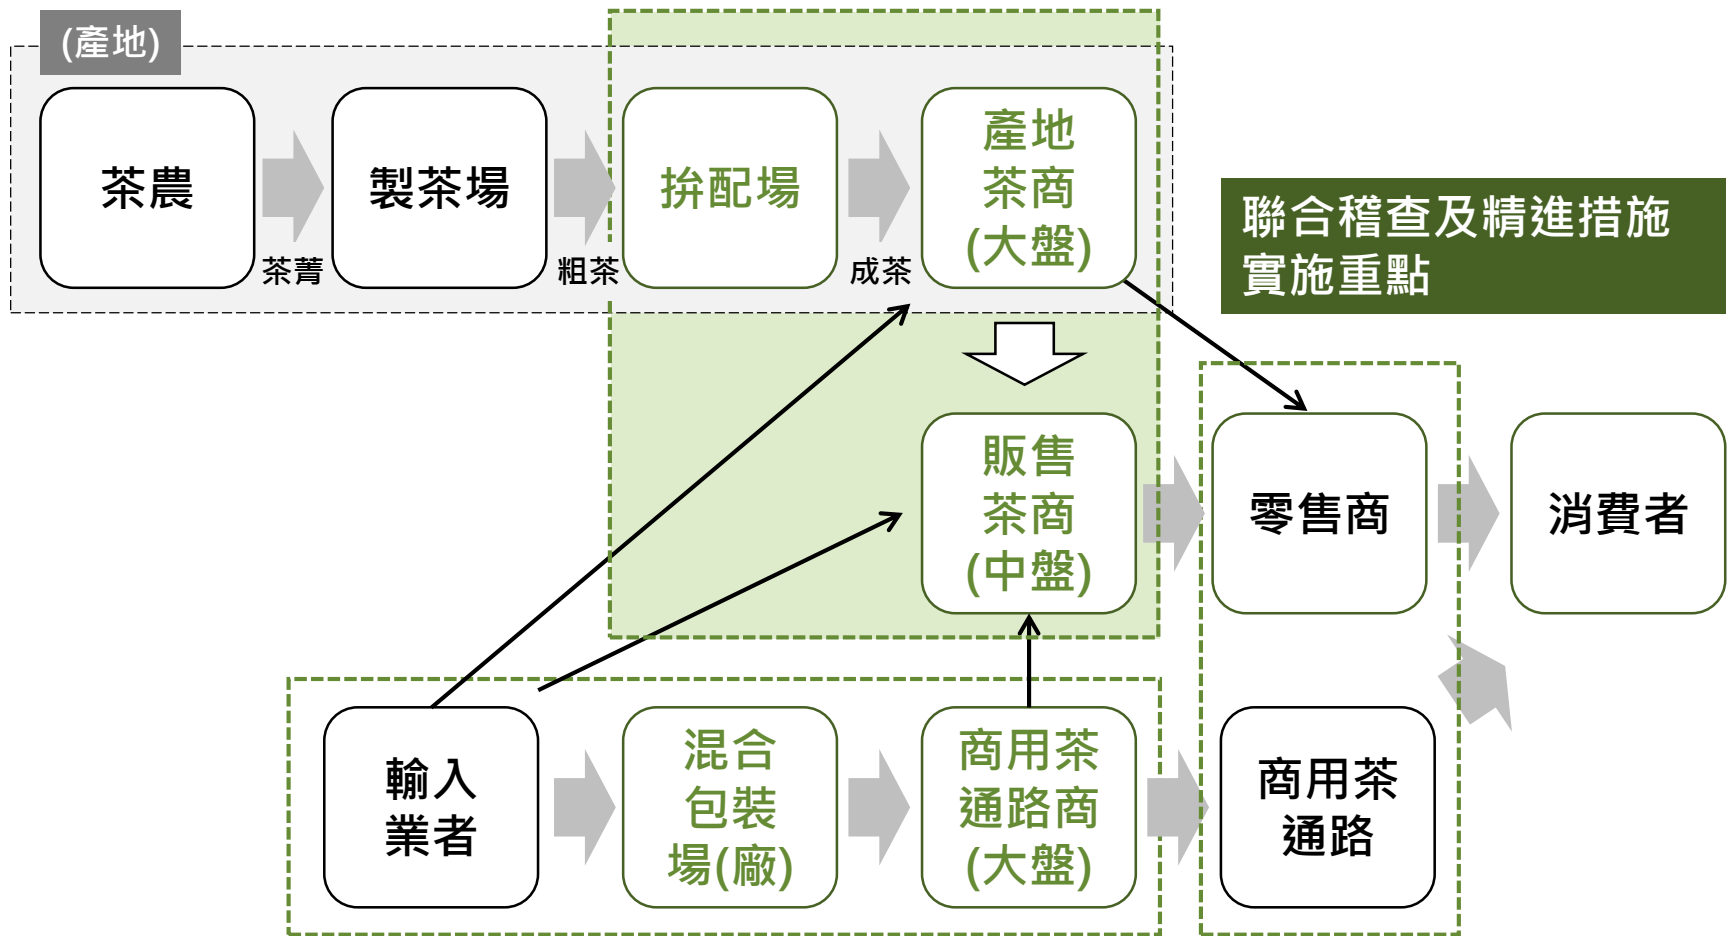 (產地)
茶農
茶菁
製茶場
粗茶
拚配場
成茶
產地
茶商
(大盤)
聯合稽查及精進措施
實施重點
販售
茶商
(中盤)
零售商
消費者
輸入
業者
混合
包裝
場(廠)
商用茶
通路商
(大盤)
商用茶
通路